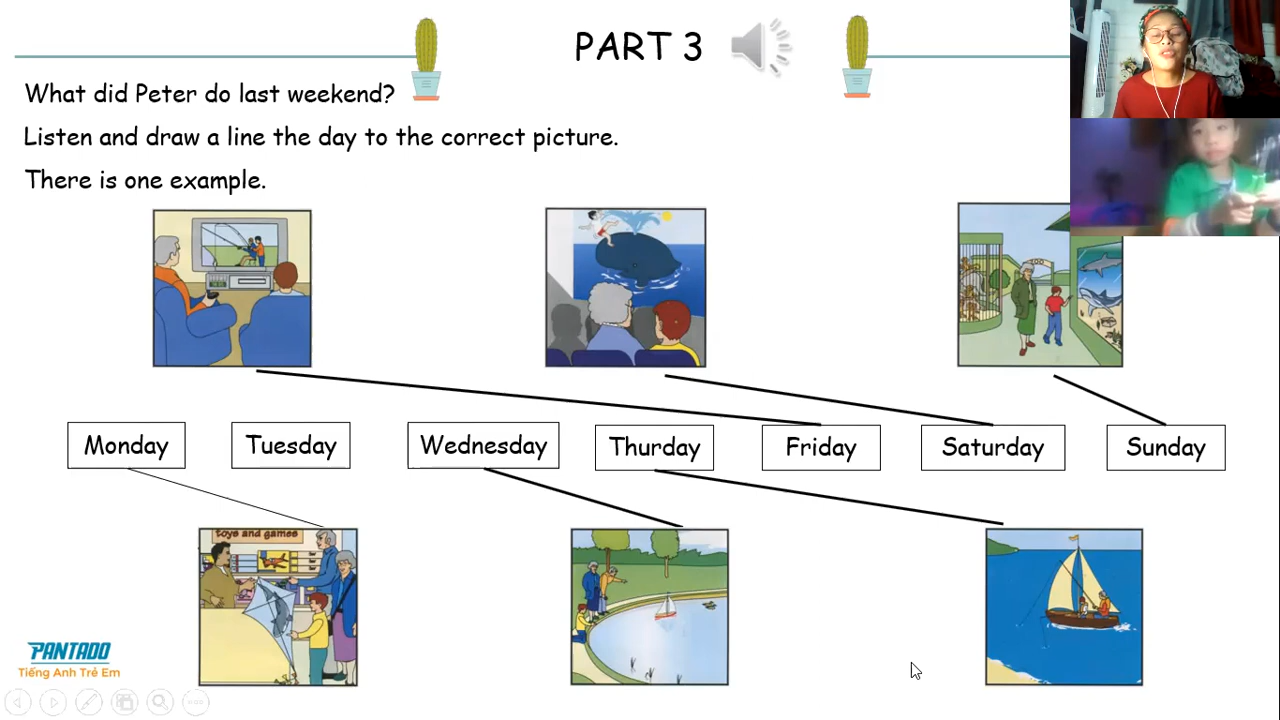 PART 3
What did Peter do last weekend?
Listen and draw a line the day to the correct picture.
There is one example.
ZOO
Monday
Tuesday
Wednesday
Thurday
Friday
Saturday
Sunday
toys and games
PANTADO
Tiếng Anh Trẻ Em